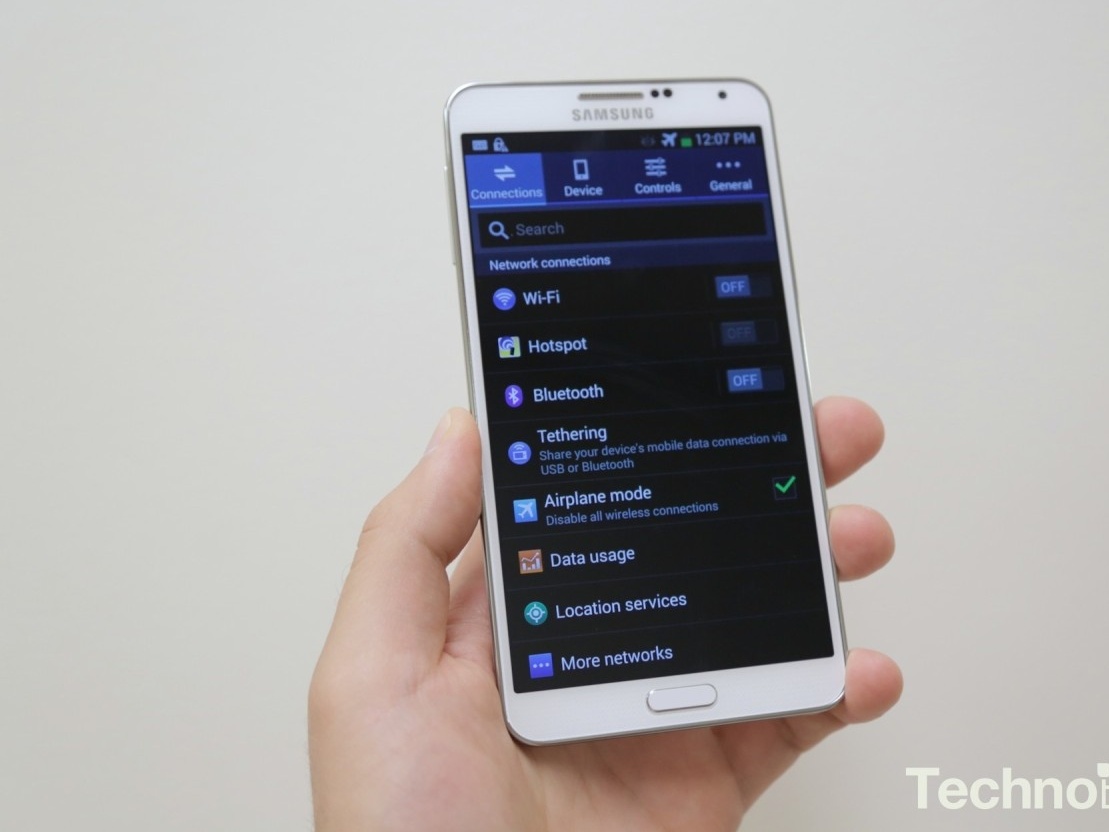 SAMSUNG
12:07 PM
Connections Device Controls General
Search
Network connections
Wi-Fi OFF
Hotspot OFF
Bluetooth OFF
Tethering
Share your device's mobile data connection via
USB or Bluetooth
Airplane mode
Disable all wireless connections
Data usage
Location services
More networks
Techno